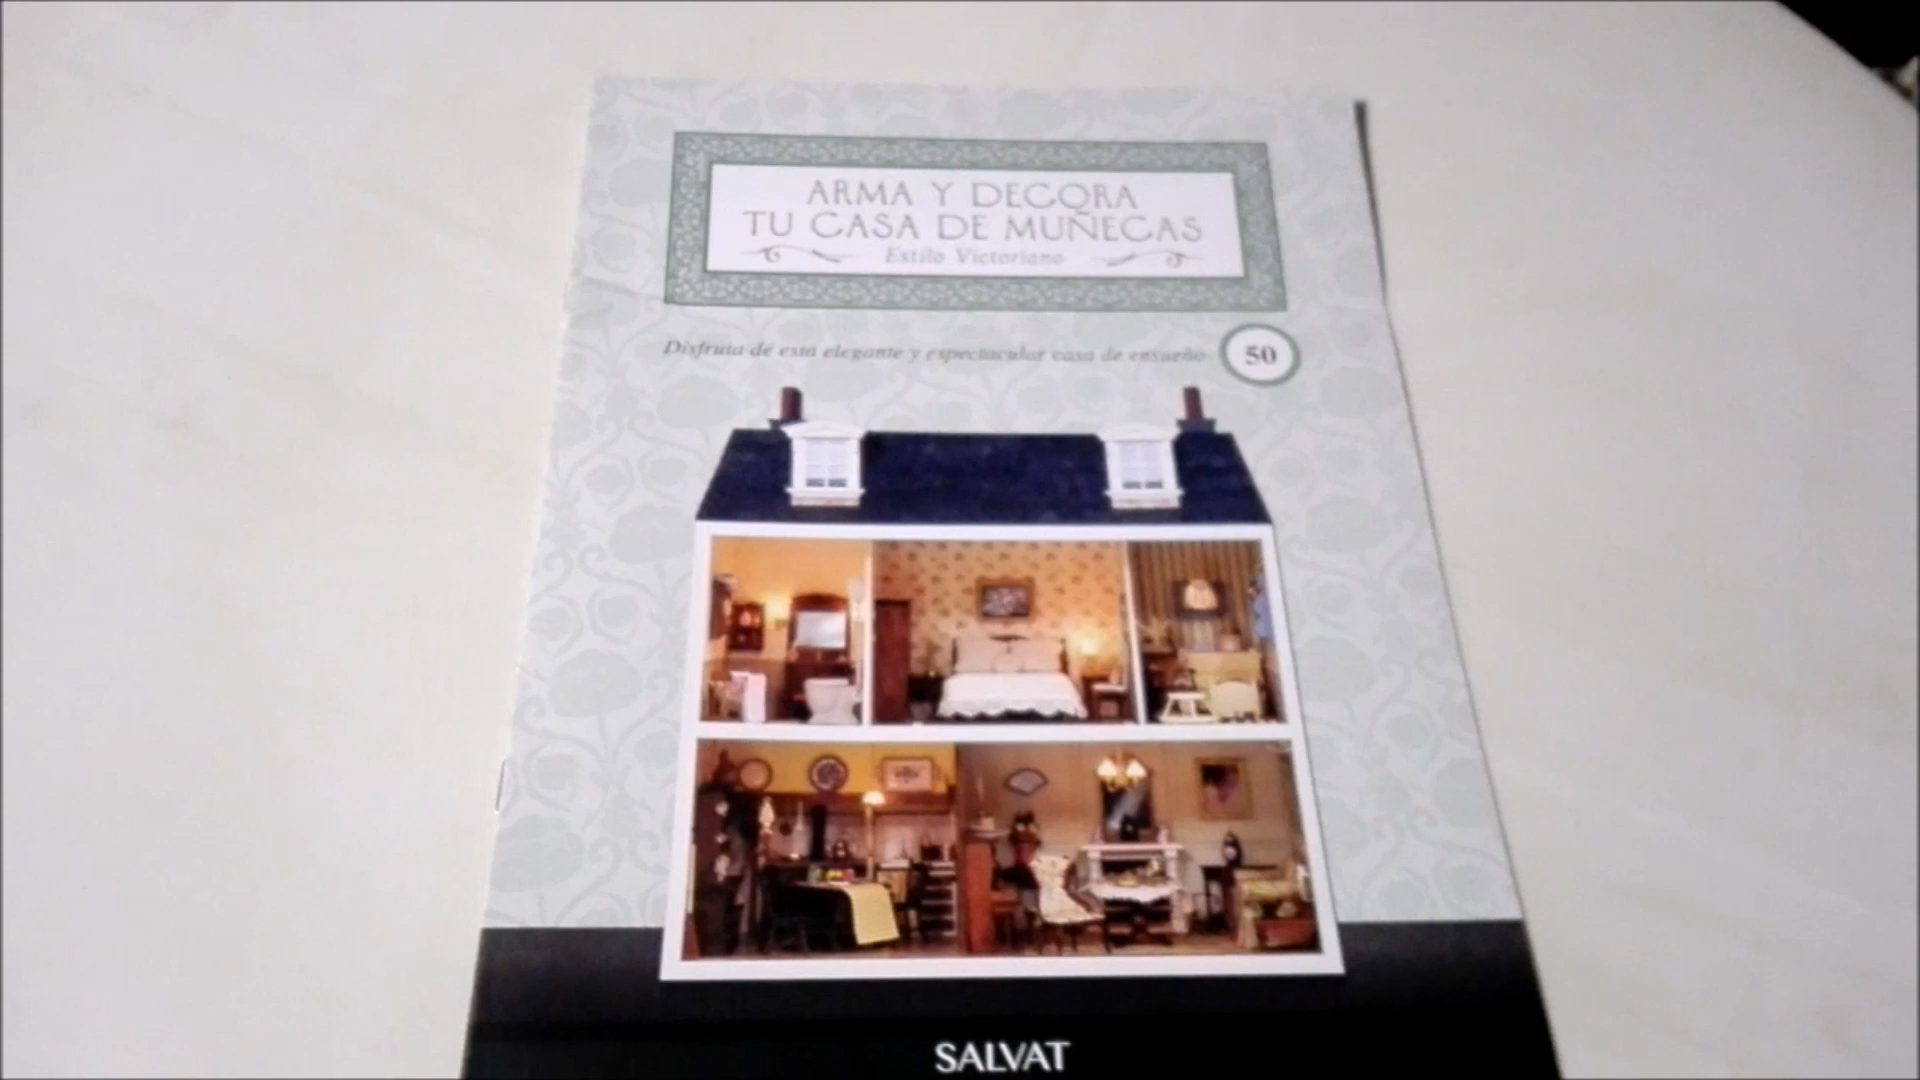 ARMA Y DECORA
TU CASA DE MUÑECAS
Estilo Victoriano
Disfruta de esta elegante y espectacular casa de ensueño
50
SALVAT